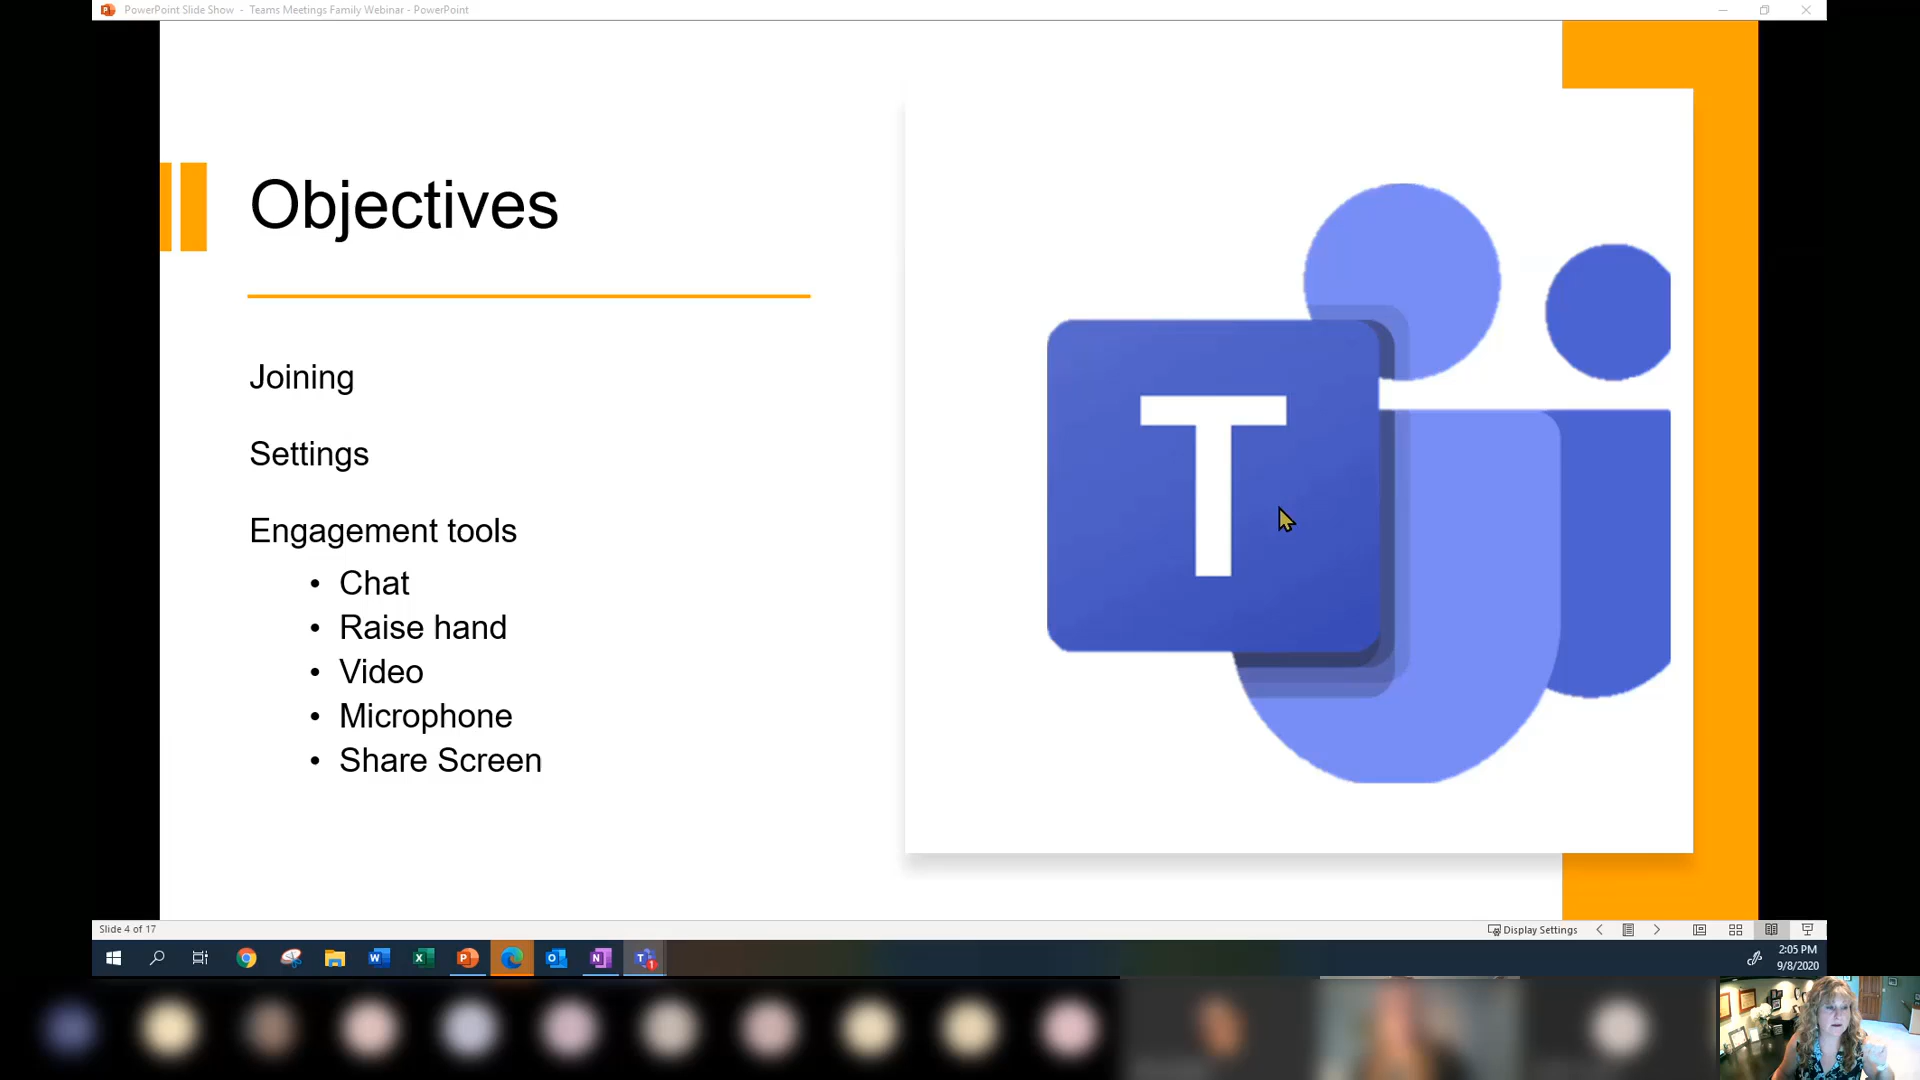 PowerPoint Slide Show - Teams Meetings Family Webinar - PowerPoint
Objectives
Joining
Settings
Engagement tools
• Chat
• Raise hand
• Video
• Microphone
• Share Screen
T
Slide 4 of 17
Display Settings
2:05 PM
9/8/2020